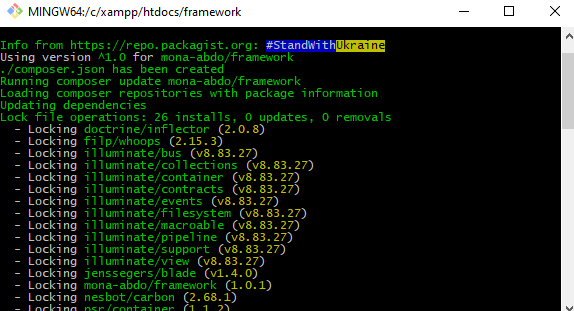 MINGW64:/c/xampp/htdocs/framework
Info from https://repo.packagist.org: #StandWithUkraine
Using version ^1.0 for mona-abdo/framework
./composer.json has been created
Running composer update mona-abdo/framework
Loading composer repositories with package information
Updating dependencies
Lock file operations: 26 installs, 0 updates, 0 removals
- Locking doctrine/inflector (2.0.8)
- Locking filp/whoops (2.15.3)
- Locking illuminate/bus (v8.83.27)
- Locking illuminate/collections (v8.83.27)
- Locking illuminate/container (v8.83.27)
- Locking illuminate/contracts (v8.83.27)
- Locking illuminate/events (v8.83.27)
- Locking illuminate/filesystem (v8.83.27)
- Locking illuminate/macroable (v8.83.27)
- Locking illuminate/pipeline (v8.83.27)
- Locking illuminate/support (v8.83.27)
- Locking illuminate/view (v8.83.27)
- Locking jenssegers/blade (v1.4.0)
- Locking mona-abdo/framework (1.0.1)
- Locking nesbot/carbon (2.68.1)
- Locking psr/container (1.1.2)